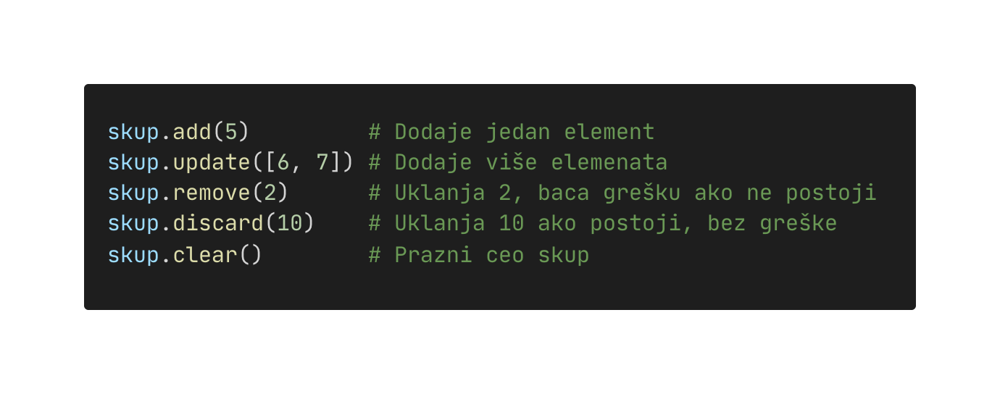 skup.add(5)         # Dodaje jedan element
skup.update([6, 7]) # Dodaje više elemenata
skup.remove(2)      # Uklanja 2, baca grešku ako ne postoji
skup.discard(10)    # Uklanja 10 ako postoji, bez greške
skup.clear()        # Prazni ceo skup